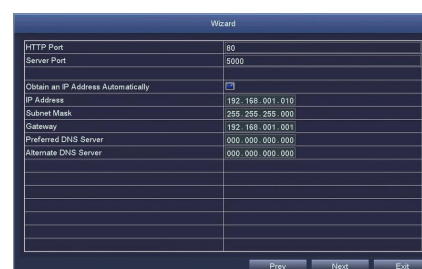 Wizard
HTTP Port 80
Server Port 5000
Obtain an IP Address Automatically
IP Address 192.168.001.010
Subnet Mask 255.255.255.000
Gateway 192.168.001.001
Preferred DNS Server 000.000.000.000
Alternate DNS Server 000.000.000.000
Prev Next Exit